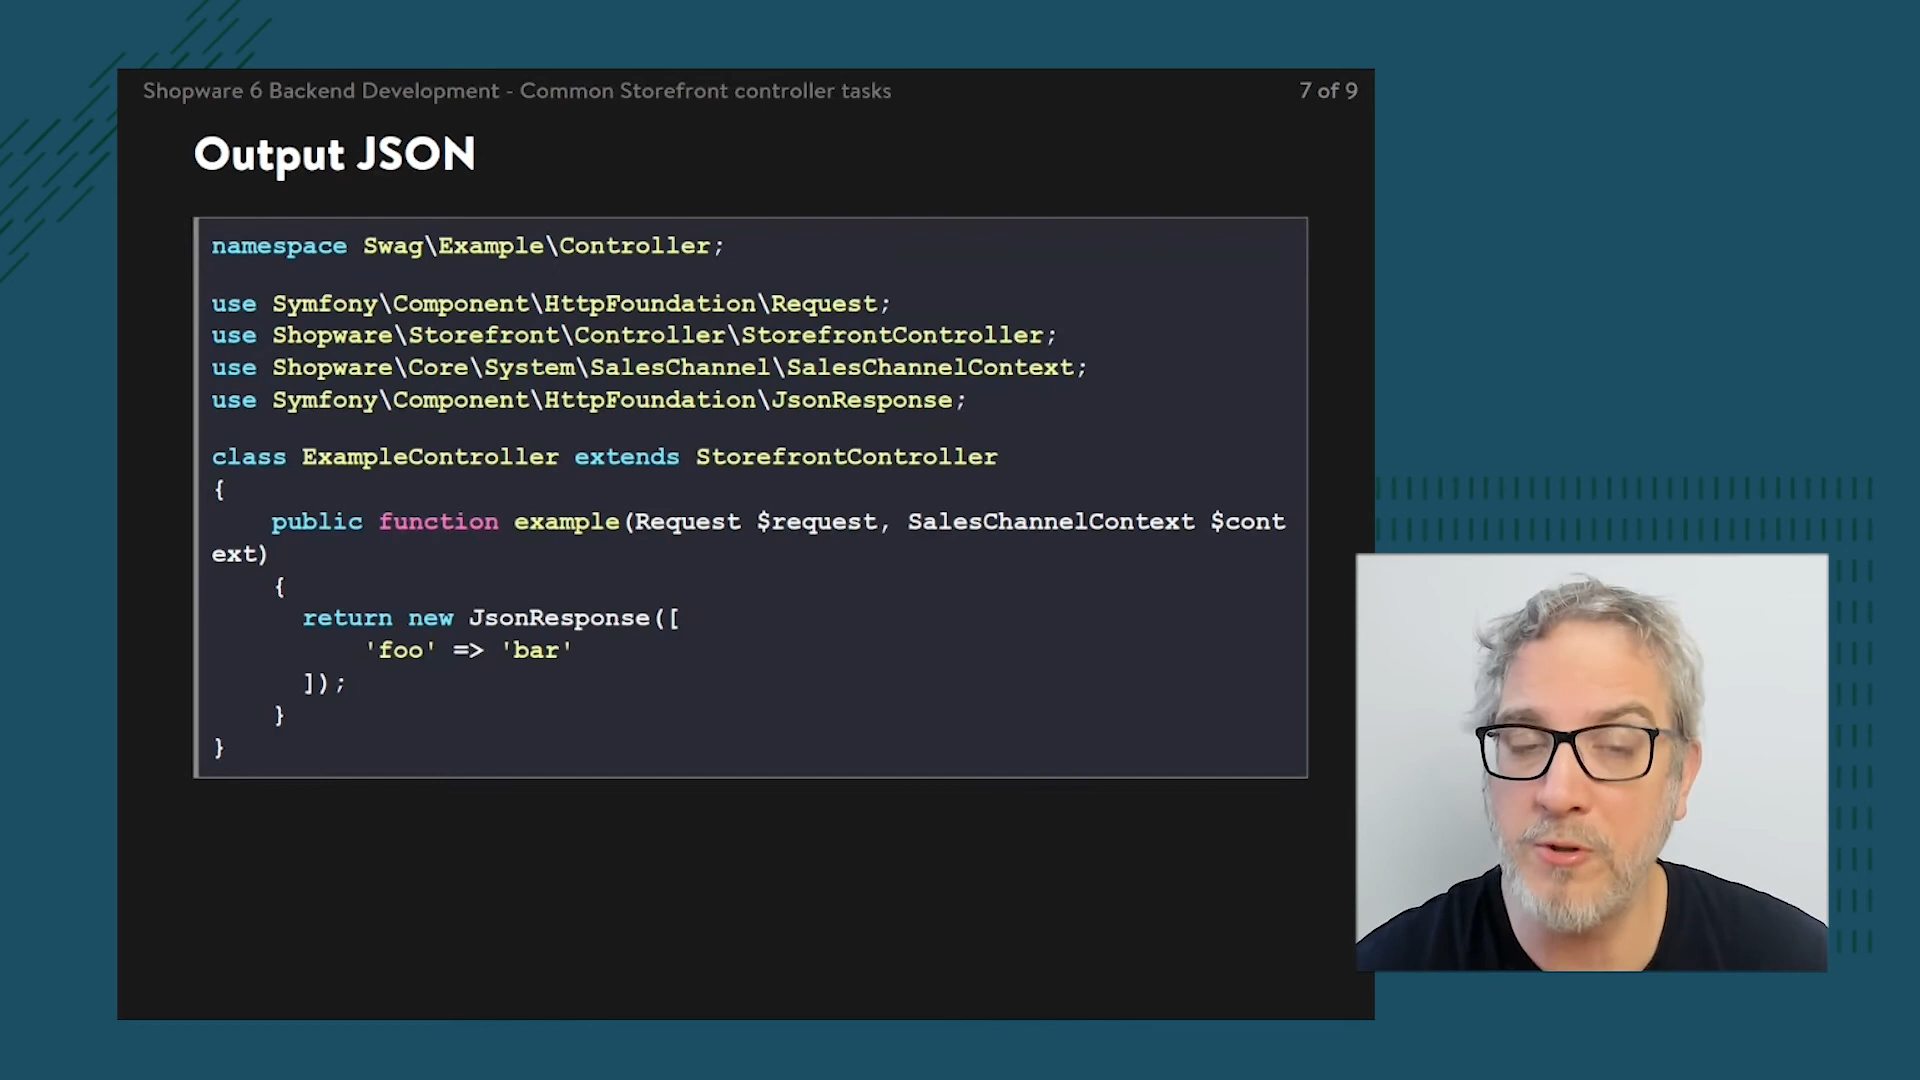 Shopware 6 Backend Development - Common Storefront controller tasks
7 of 9
Output JSON
namespace Swag\Example\Controller;
use Symfony\Component\HttpFoundation\Request;
use Shopware\Storefront\Controller\StorefrontController;
use Shopware\Core\System\SalesChannel\SalesChannelContext;
use Symfony\Component\HttpFoundation\JsonResponse;
class ExampleController extends StorefrontController
{
public function example(Request $request, SalesChannelContext $cont
ext)
{
return new JsonResponse([
'foo' => 'bar'
]);
}
}